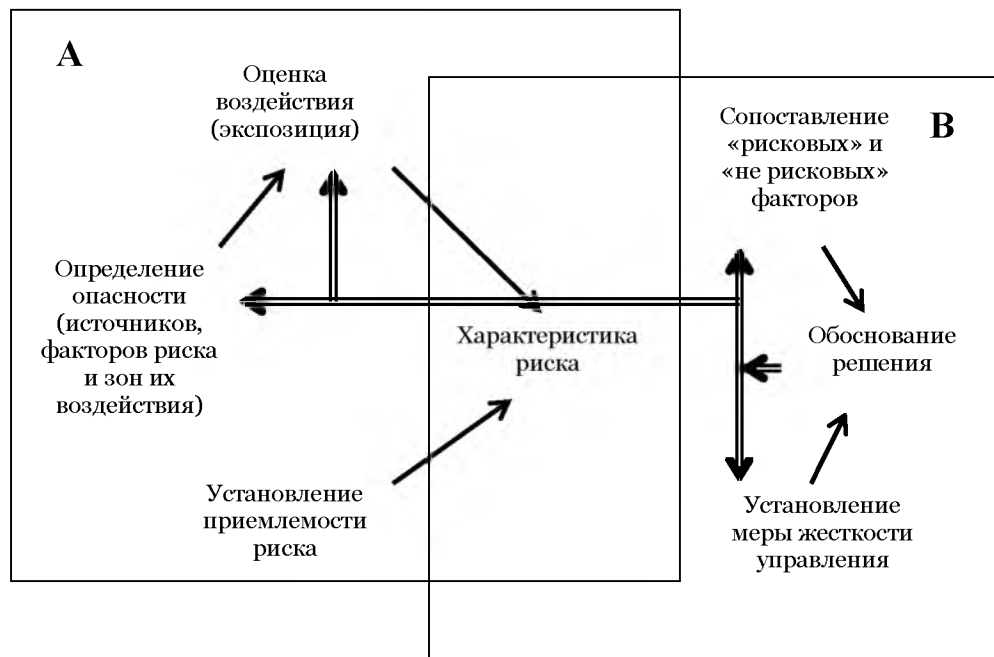 А
Оценка
воздействия
(экспозиция)
Определение
опасности
(источников,
факторов риска
и зон их
воздействия)
Установление
приемлемости
риска
Характеристика
риска
В
Сопоставление
«рисковых» и
«не рисковых»
факторов
Обоснование
решения
Установление
меры жесткости
управления